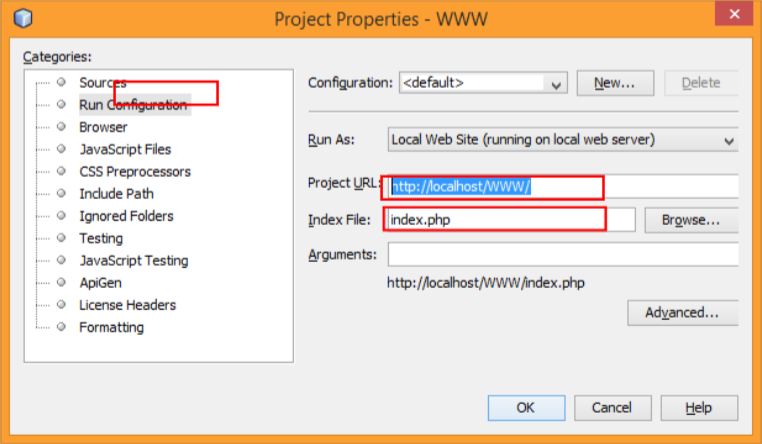 Project Properties - WWW
Categories:
Sources
Run Configuration
Browser
JavaScript Files
CSS Preprocessors
Include Path
Ignored Folders
Testing
JavaScript Testing
ApiGen
License Headers
Formatting
Configuration: <default> New... Delete
Run As: Local Web Site (running on local web server)
Project URL: http://localhost/WWW/
Index File: index.php Browse...
Arguments:
http://localhost/WWW/index.php
Advanced...
OK Cancel Help